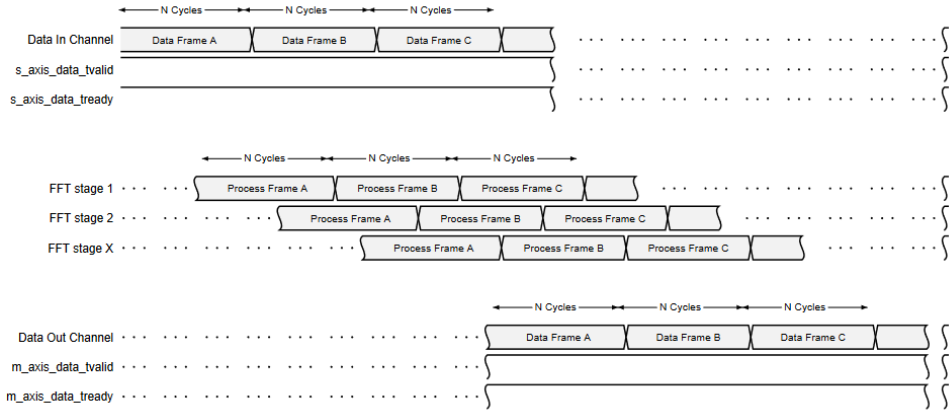 N Cycles N Cycles N Cycles
Data In Channel Data Frame A Data Frame B Data Frame C
s_axis_data_tvalid
s_axis_data_tready
N Cycles N Cycles N Cycles
FFT stage 1 Process Frame A Process Frame B Process Frame C
FFT stage 2 Process Frame A Process Frame B Process Frame C
FFT stage X Process Frame A Process Frame B Process Frame C
N Cycles N Cycles N Cycles
Data Out Channel Data Frame A Data Frame B Data Frame C
m_axis_data_tvalid
m_axis_data_tready